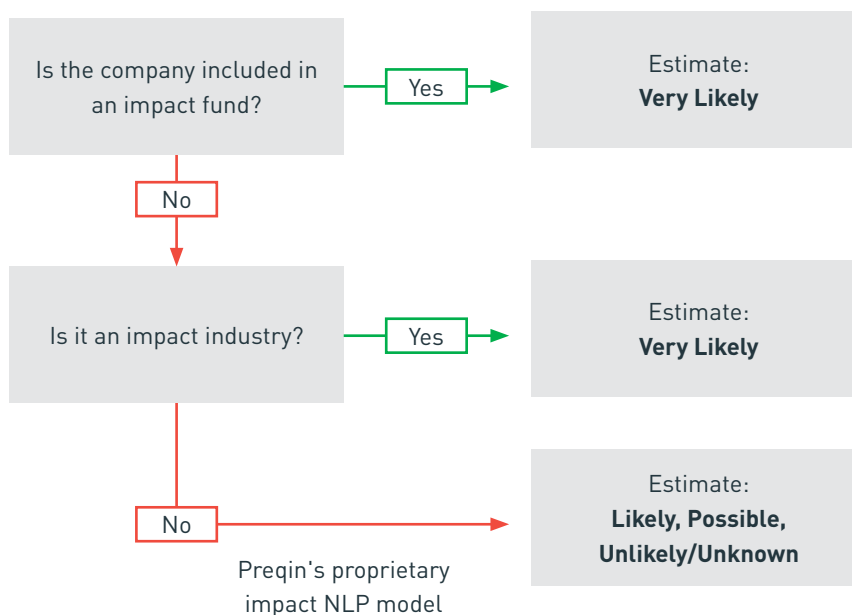 Is the company included in
an impact fund?
Yes
Estimate:
Very Likely
No
Is it an impact industry?
Yes
Estimate:
Very Likely
No
Preqin's proprietary
impact NLP model
Estimate:
Likely, Possible,
Unlikely/Unknown